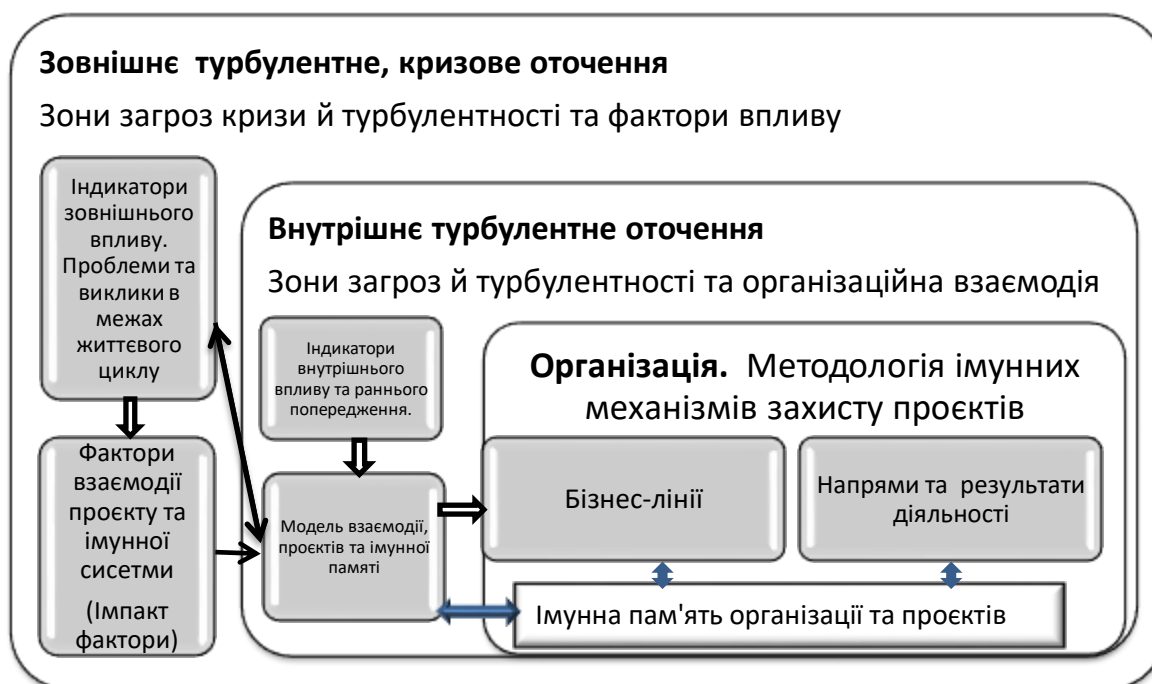 Зовнішнє турбулентне, кризове оточення
Зони загроз кризи й турбулентності та фактори впливу
Індикатори
зовнішнього
впливу.
Проблеми та
виклики в
межах
життєвого
циклу
Фактори
взаємодії
проєкту та
імунної
сисетми
(Імпакт
фактори)
Внутрішнє турбулентне оточення
Зони загроз й турбулентності та організаційна взаємодія
Індикатори
внутрішнього
впливу та раннього
попередження.
Модель взаємодії,
проєктів та імунної
памяті
Організація. Методологія імунних
механізмів захисту проєктів
Бізнес-лінії
Напрями та результати
діяльності
Імунна пам'ять організації та проєктів